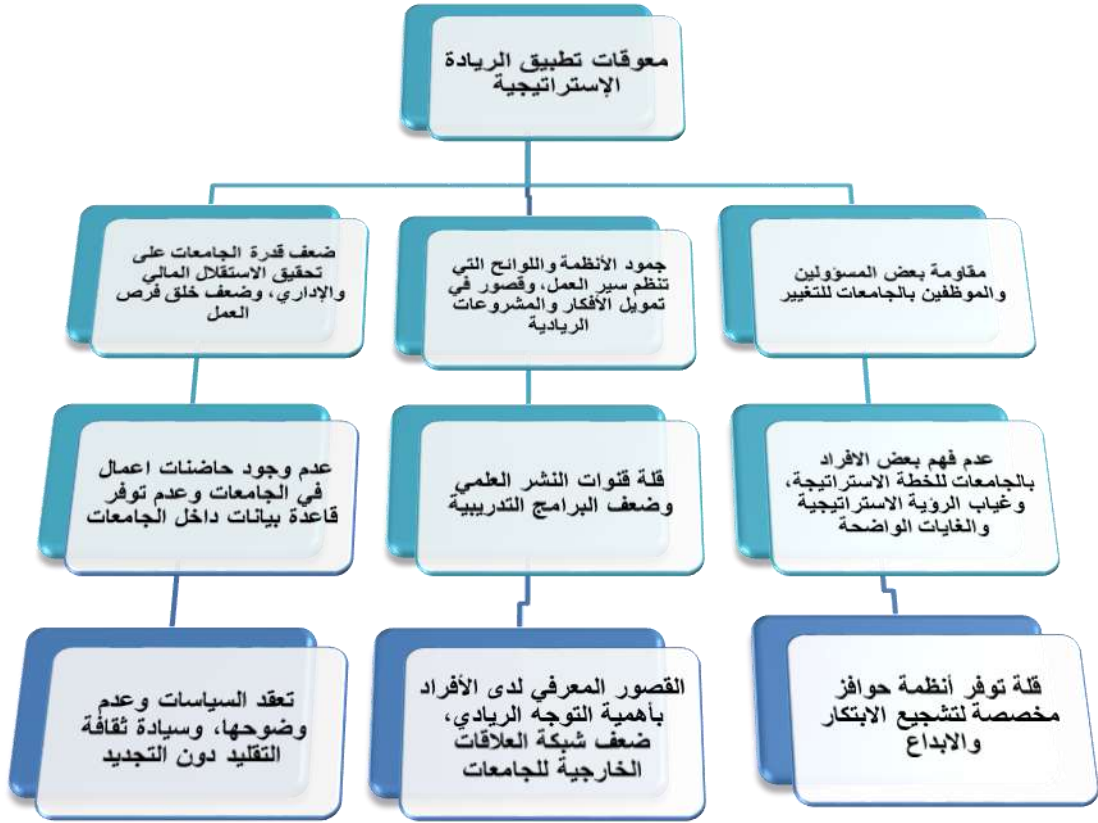 معوقات تطبيق الريادة
الإستراتيجية
مقاومة بعض المسؤولين
والموظفين بالجامعات للتغيير
جمود الأنظمة واللوائح التي
تنظم سير العمل، وقصور في
تمويل الأفكار والمشروعات
الريادية
ضعف قدرة الجامعات على
تحقيق الاستقلال المالي
والإداري، وضعف خلق فرص
العمل
عدم فهم بعض الافراد
بالجامعات للخطة الاستراتيجة،
وغياب الرؤية الاستراتيجية
والغايات الواضحة
قلة قنوات النشر العلمي
وضعف البرامج التدريبية
عدم وجود حاضنات اعمال
في الجامعات وعدم توفر
قاعدة بيانات داخل الجامعات
قلة توفر أنظمة حوافز
مخصصة لتشجيع الابتكار
والابداع
القصور المعرفي لدى الأفراد
بأهمية التوجه الريادي،
ضعف شبكة العلاقات
الخارجية للجامعات
تعقد السياسات وعدم
وضوحها، وسيادة ثقافة
التقليد دون التجديد